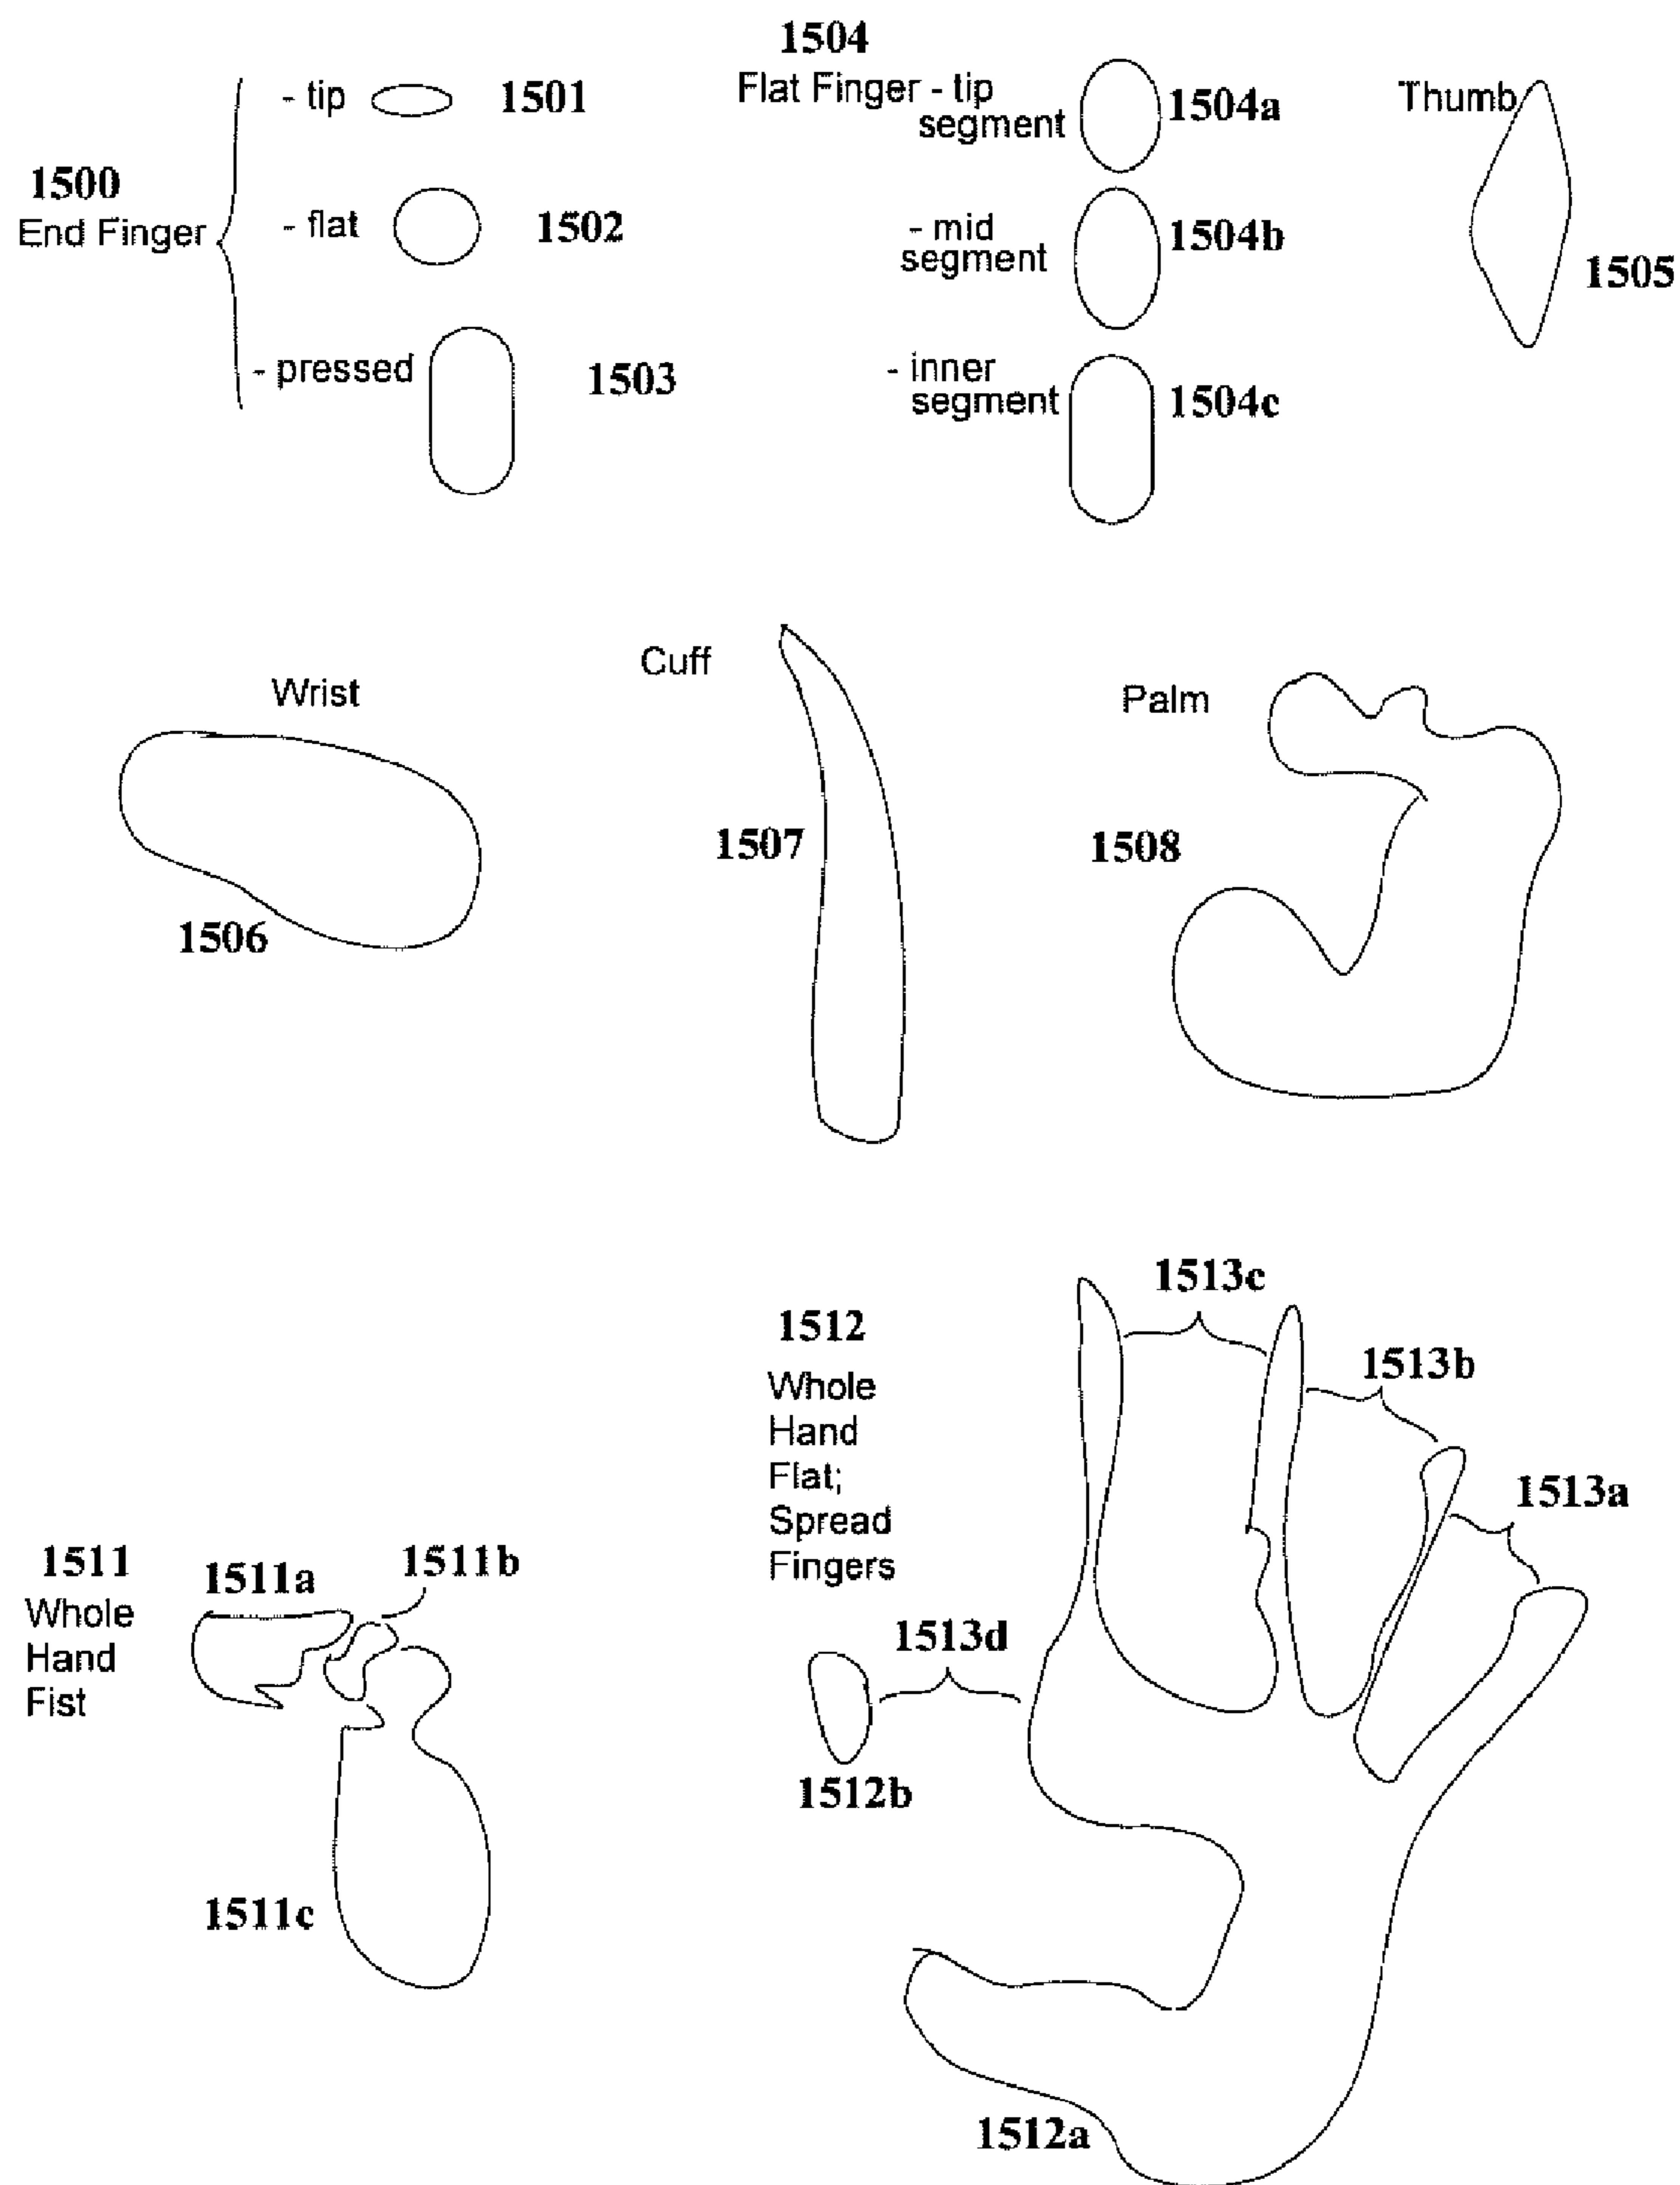 1500
End Finger
- tip
1501
- flat
1502
- pressed
1503
1504
Flat Finger - tip
segment
1504a
- mid
segment
1504b
- inner
segment
1504c
Thumb
1505
Wrist
1506
Cuff
1507
Palm
1508
1511
Whole
Hand
Fist
1511a
1511b
1511c
1512
Whole
Hand
Flat;
Spread
Fingers
1513c
1513b
1513a
1513d
1512b
1512a